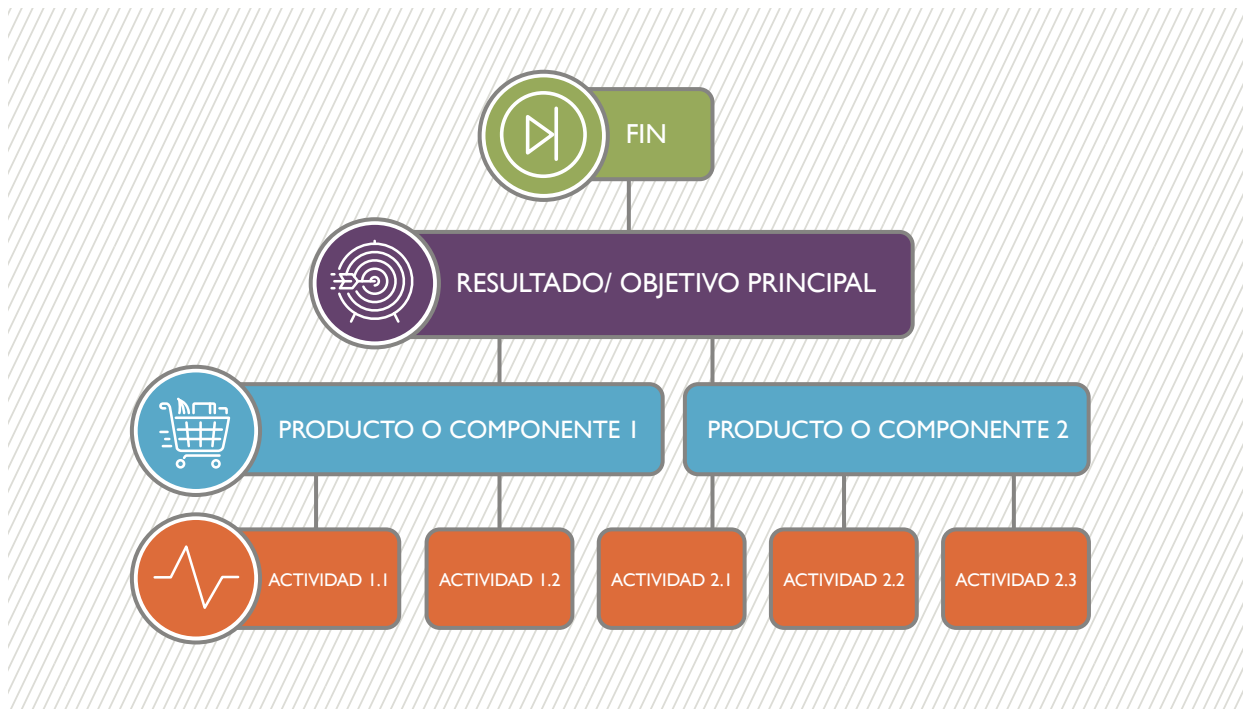 FIN
RESULTADO/ OBJETIVO PRINCIPAL
PRODUCTO O COMPONENTE 1
PRODUCTO O COMPONENTE 2
ACTIVIDAD 1.1
ACTIVIDAD 1.2
ACTIVIDAD 2.1
ACTIVIDAD 2.2
ACTIVIDAD 2.3